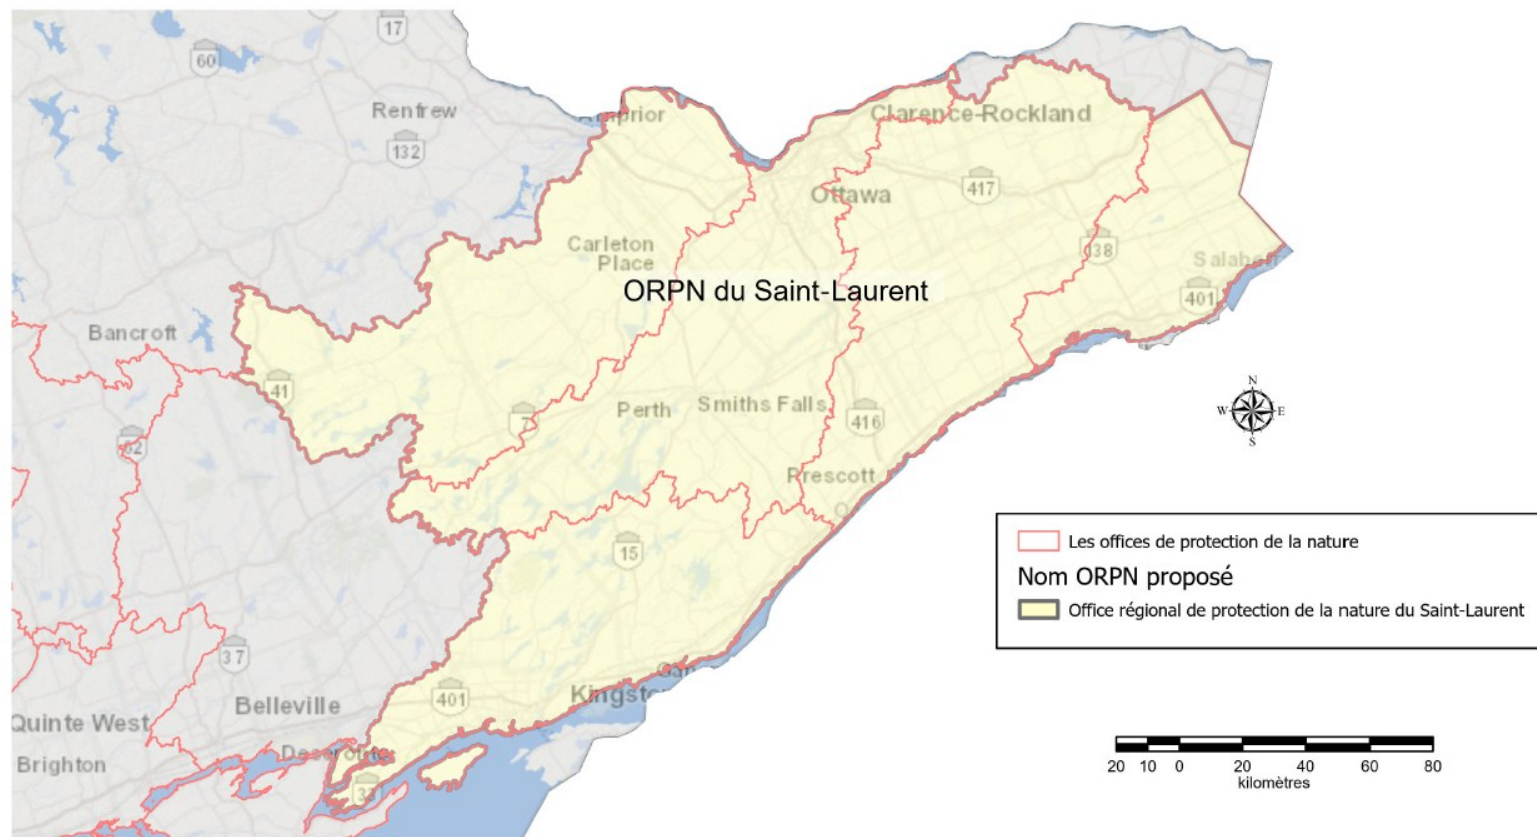 17
60
Renfrew
132
Clarence-Rockland
417
Ottawa
Carleton
Place
138
ORPN du Saint-Laurent
401
Bancroft
41
7
Perth
Smiths Falls
416
62
Prescott
15
37
Belleville
401
Quinte West
Brighton
33
N
W
E
S
Les offices de protection de la nature
Nom ORPN proposé
Office régional de protection de la nature du Saint-Laurent
20 10 0 20 40 60 80
kilomètres